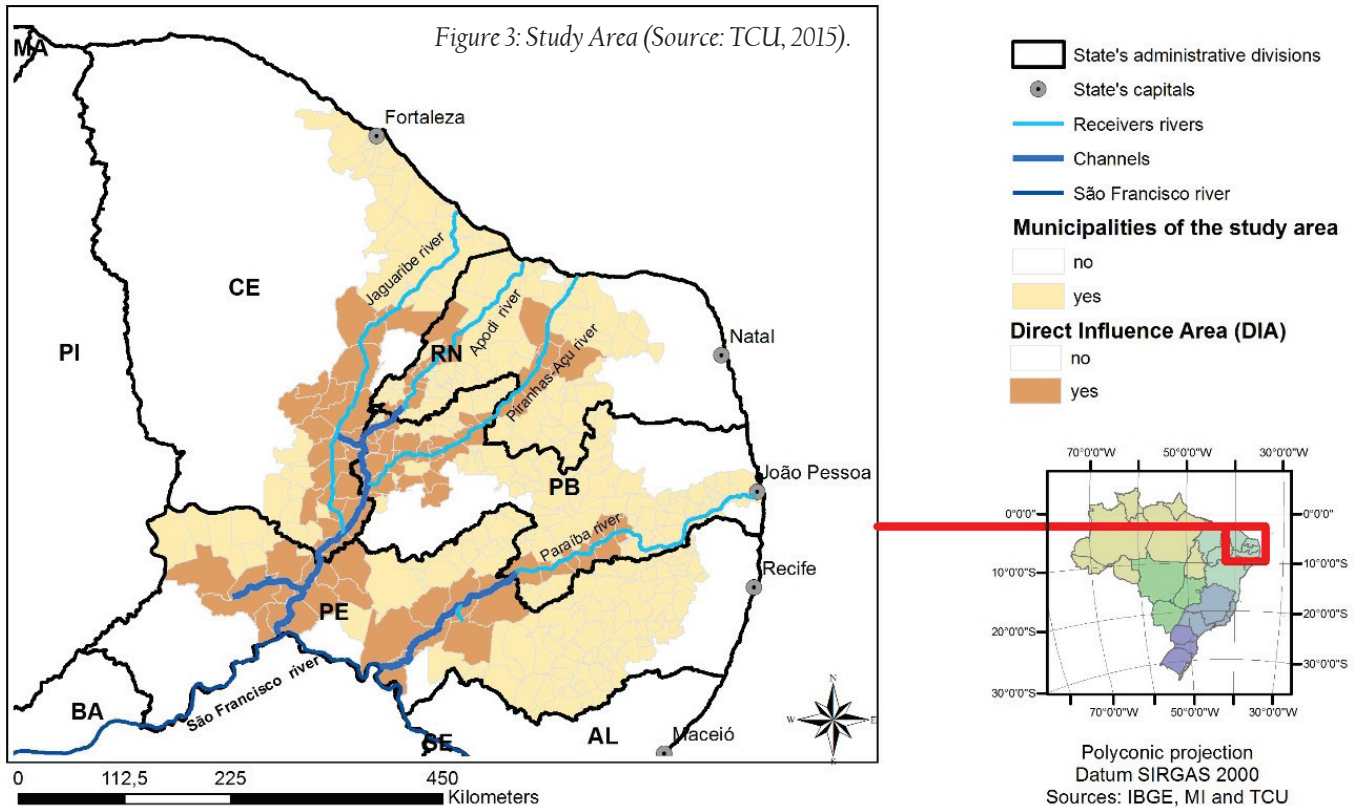 Figure 3: Study Area (Source: TCU, 2015).
MA
Fortaleza
CE
Jaguaribe river
Apodi river
RN
Piranhas-Açu river
Natal
PI
João Pessoa
PB
Paraíba river
Recife
PE
São Francisco river
BA
SE
AL
Maceió
N
W
E
S
0 112,5 225 450
Kilometers
State's administrative divisions
State's capitals
Receivers rivers
Channels
São Francisco river
Municipalities of the study area
no
yes
Direct Influence Area (DIA)
no
yes
70°0'0"W 50°0'0"W 30°0'0"W
0°0'0" 0°0'0"
10°0'0"S 10°0'0"S
20°0'0"S 20°0'0"S
30°0'0"S 30°0'0"S
70°0'0"W 50°0'0"W 30°0'0"W
Polyconic projection
Datum SIRGAS 2000
Sources: IBGE, MI and TCU